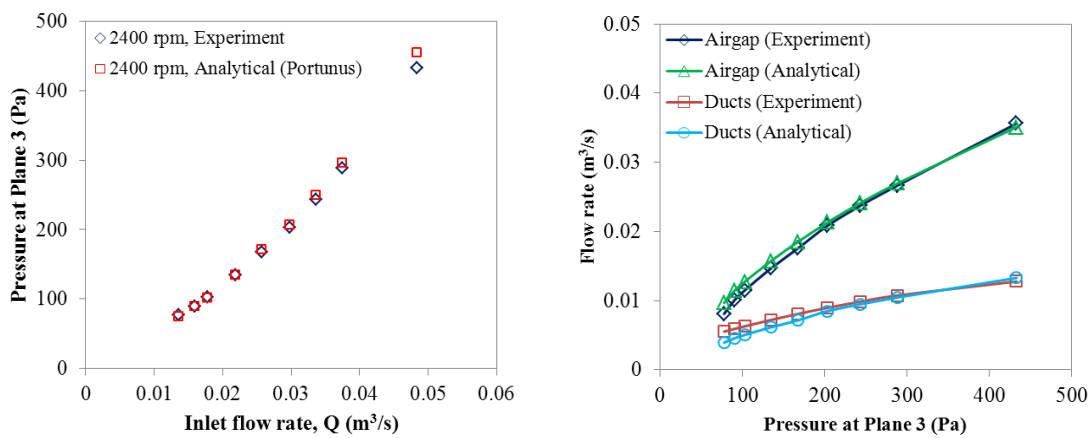 500
400
300
200
100
0
Pressure at Plane 3 (Pa)
2400 rpm, Experiment
2400 rpm, Analytical (Portunus)
0 0.01 0.02 0.03 0.04 0.05 0.06
Inlet flow rate, Q (m³/s)
0.05
0.04
0.03
0.02
0.01
0
Flow rate (m³/s)
Airgap (Experiment)
Airgap (Analytical)
Ducts (Experiment)
Ducts (Analytical)
0 100 200 300 400 500
Pressure at Plane 3 (Pa)